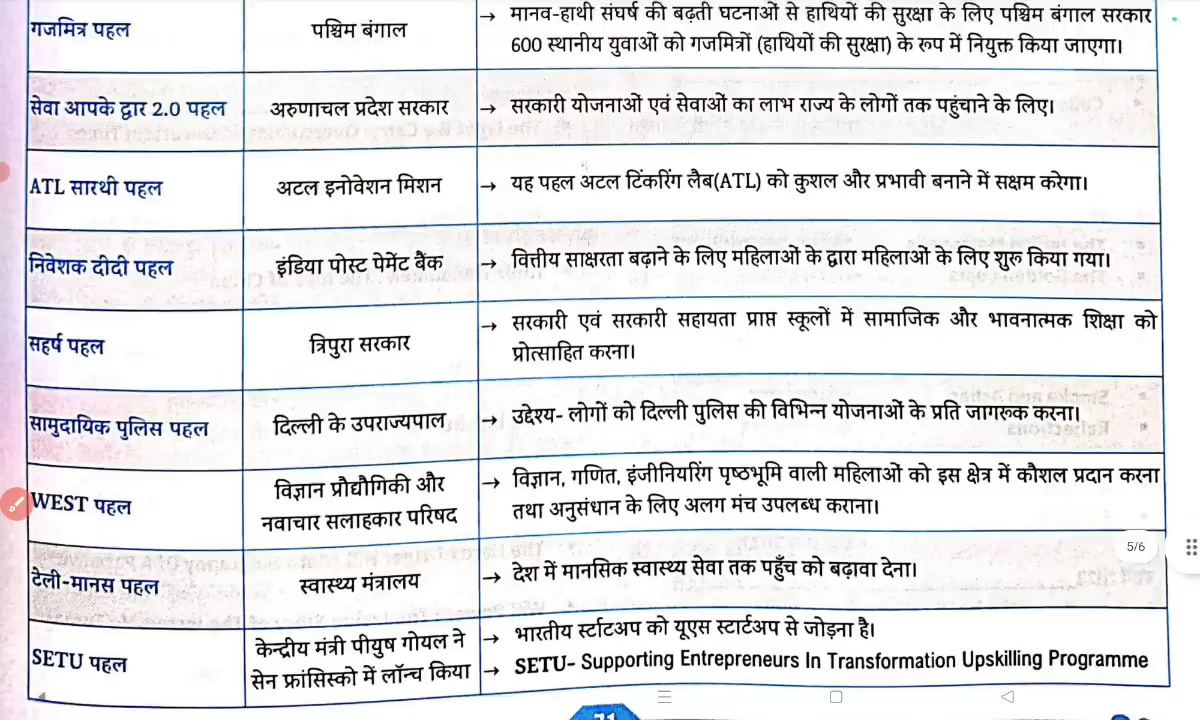 गजमित्र पहल
पश्चिम बंगाल
→ मानव-हाथी संघर्ष की बढ़ती घटनाओं से हाथियों की सुरक्षा के लिए पश्चिम बंगाल सरकार
600 स्थानीय युवाओं को गजमित्रों (हाथियों की सुरक्षा) के रूप में नियुक्त किया जाएगा।
सेवा आपके द्वार 2.0 पहल
अरुणाचल प्रदेश सरकार
→ सरकारी योजनाओं एवं सेवाओं का लाभ राज्य के लोगों तक पहुंचाने के लिए।
ATL सारथी पहल
अटल इनोवेशन मिशन
→ यह पहल अटल टिंकरिंग लैब(ATL) को कुशल और प्रभावी बनाने में सक्षम करेगा।
निवेशक दीदी पहल
इंडिया पोस्ट पेमेंट बैंक
→ वित्तीय साक्षरता बढ़ाने के लिए महिलाओं के द्वारा महिलाओं के लिए शुरू किया गया।
सहर्ष पहल
त्रिपुरा सरकार
→ सरकारी एवं सरकारी सहायता प्राप्त स्कूलों में सामाजिक और भावनात्मक शिक्षा को
प्रोत्साहित करना।
सामुदायिक पुलिस पहल
दिल्ली के उपराज्यपाल
→ उद्देश्य- लोगों को दिल्ली पुलिस की विभिन्न योजनाओं के प्रति जागरुक करना।
WEST पहल
विज्ञान प्रौद्यौगिकी और
नवाचार सलाहकार परिषद
→ विज्ञान, गणित, इंजीनियरिंग पृष्ठभूमि वाली महिलाओं को इस क्षेत्र में कौशल प्रदान करना
तथा अनुसंधान के लिए अलग मंच उपलब्ध कराना।
5/6
टेली-मानस पहल
स्वास्थ्य मंत्रालय
→ देश में मानसिक स्वास्थ्य सेवा तक पहुँच को बढ़ावा देना।
SETU पहल
केन्द्रीय मंत्री पीयुष गोयल ने
सेन फ्रांसिस्को में लॉन्च किया
→ भारतीय स्टार्टअप को यूएस स्टार्टअप से जोड़ना है।
→ SETU- Supporting Entrepreneurs In Transformation Upskilling Programme
71